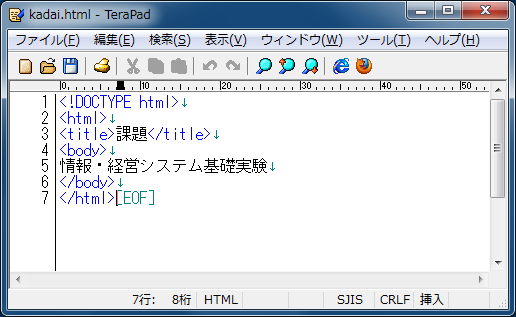 kadai.html - TeraPad
ファイル(F) 編集(E) 検索(S) 表示(V) ウィンドウ(W) ツール(T) ヘルプ(H)
0 10 20 30 40 50
1 <!DOCTYPE html>↓
2 <html>↓
3 <title>課題</title>↓
4 <body>↓
5 情報・経営システム基礎実験↓
6 </body>↓
7 </html>[EOF]
7行: 8桁 HTML SJIS CRLF 挿入